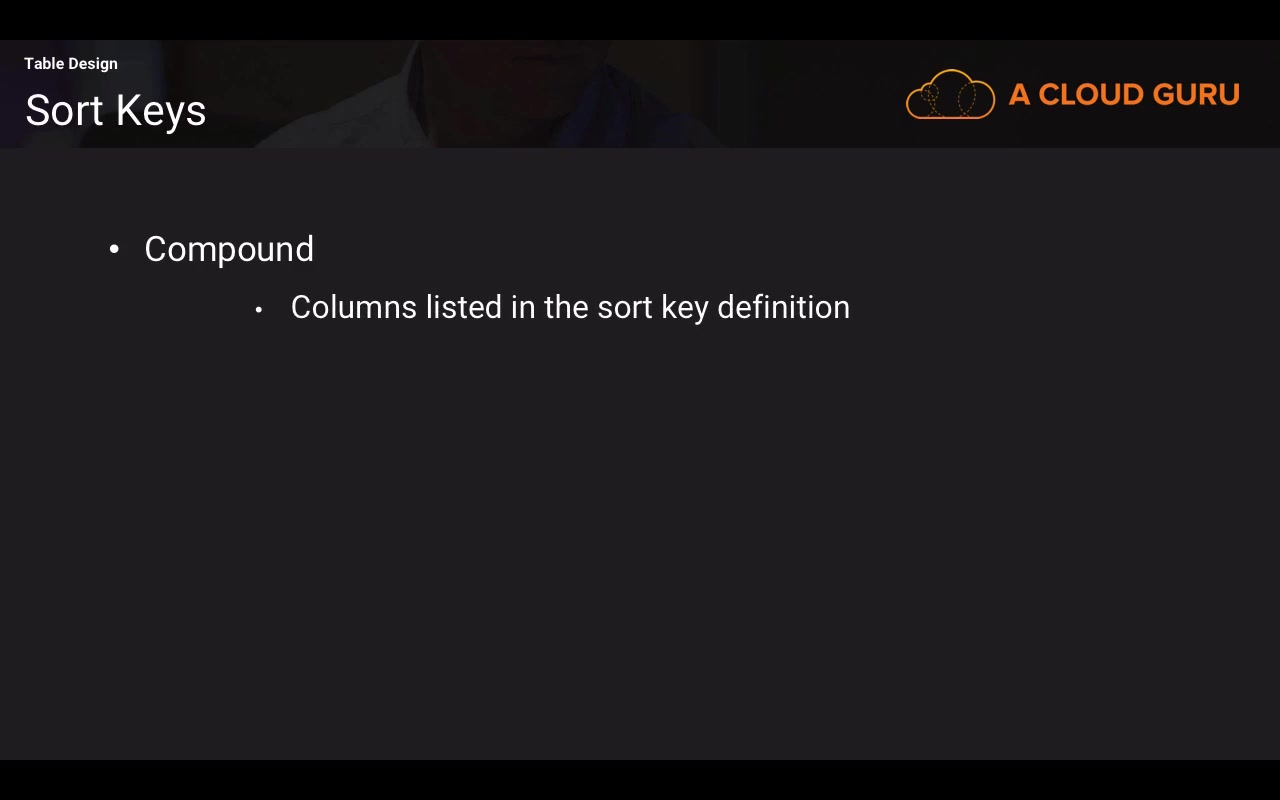 Table Design
Sort Keys
A CLOUD GURU
• Compound
• Columns listed in the sort key definition